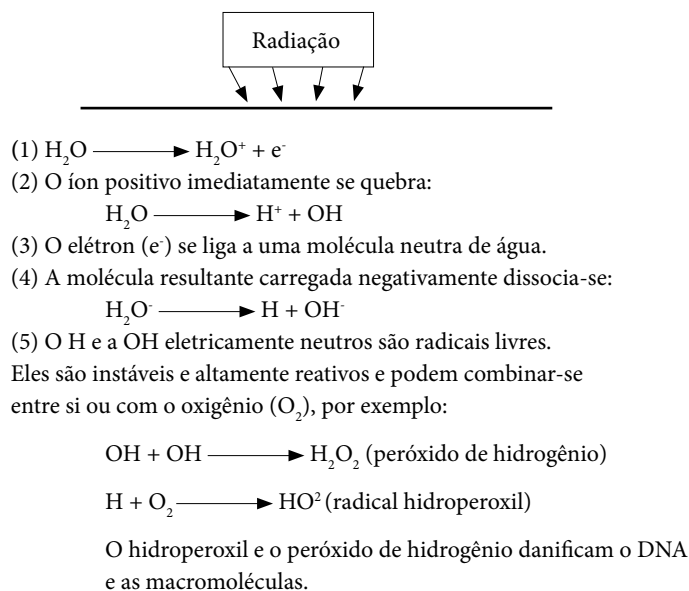 Radiação
(1) H₂O ⟶ H₂O⁺ + e⁻
(2) O íon positivo imediatamente se quebra:
H₂O ⟶ H⁺ + OH
(3) O elétron (e⁻) se liga a uma molécula neutra de água.
(4) A molécula resultante carregada negativamente dissocia-se:
H₂O⁻ ⟶ H + OH⁻
(5) O H e a OH eletricamente neutros são radicais livres.
Eles são instáveis e altamente reativos e podem combinar-se
entre si ou com o oxigênio (O₂), por exemplo:
OH + OH ⟶ H₂O₂ (peróxido de hidrogênio)
H + O₂ ⟶ HO² (radical hidroperoxil)
O hidroperoxil e o peróxido de hidrogênio danificam o DNA
e as macromoléculas.